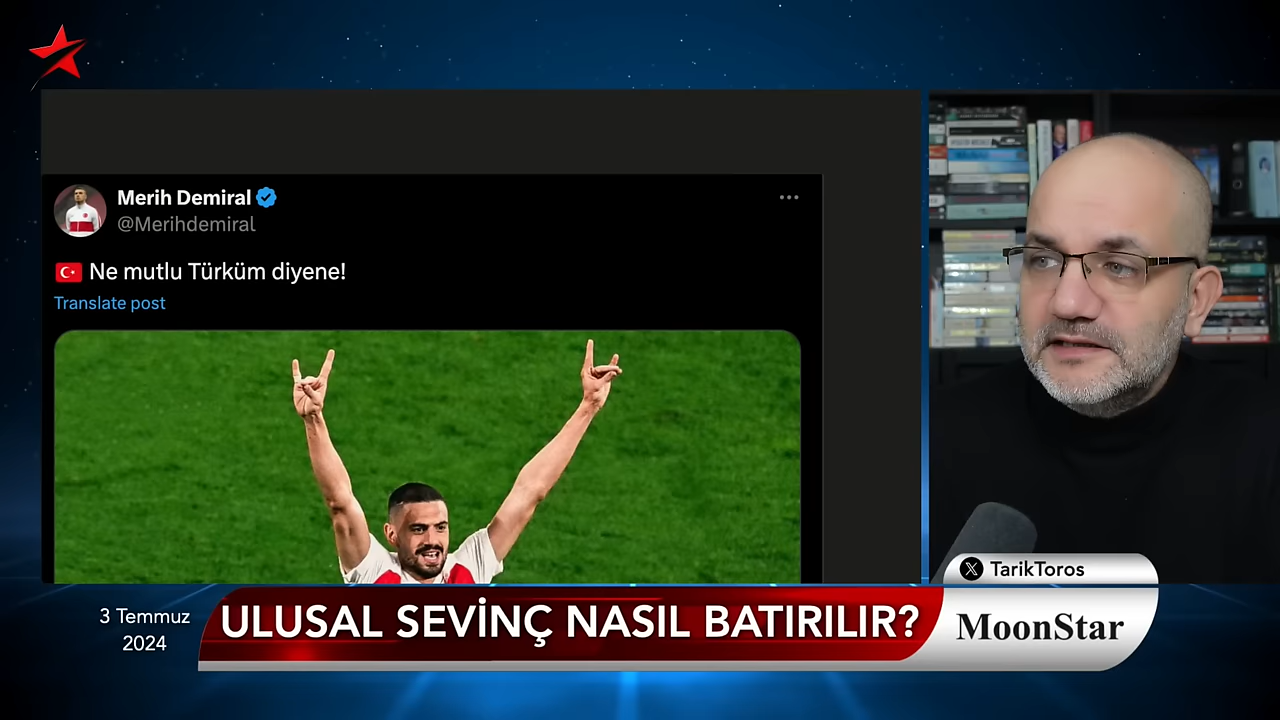 Merih Demiral
@Merihdemiral
Ne mutlu Türküm diyene!
Translate post
TarikToros
3 Temmuz
2024
ULUSAL SEVİNÇ NASIL BATIRILIR?
MoonStar